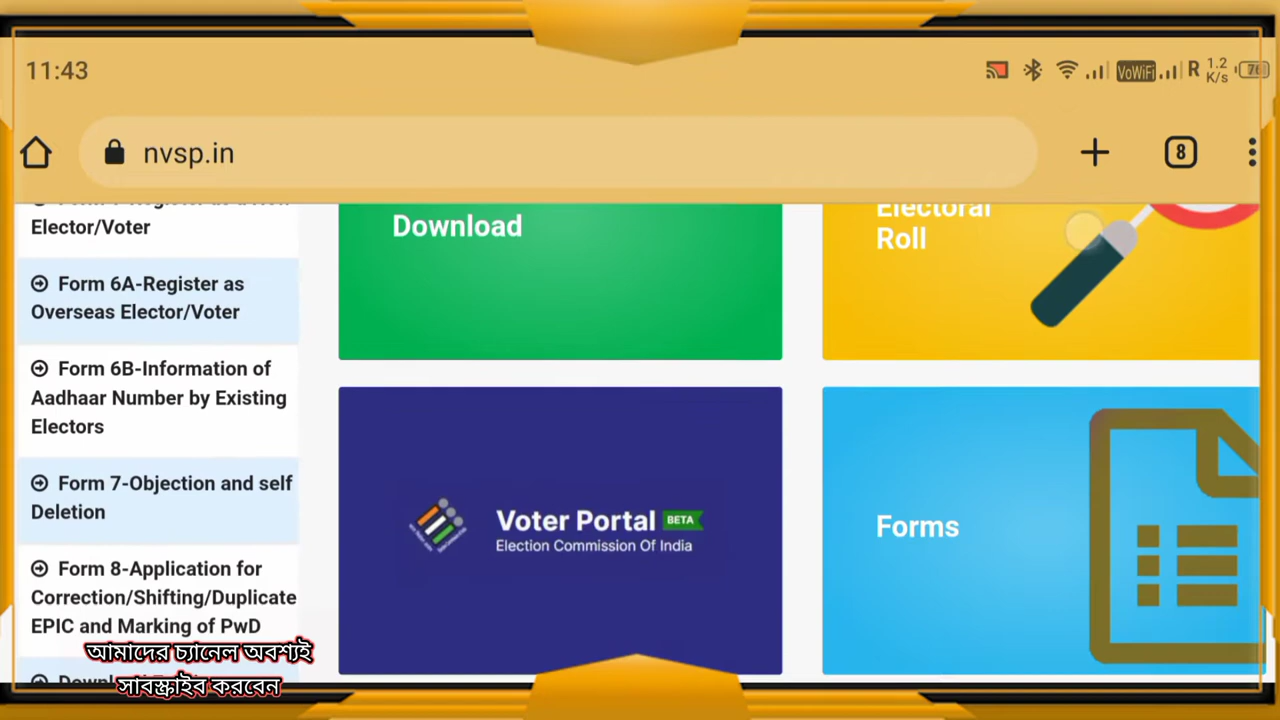 11:43
VoWiFi R 1.2 K/s 76
nvsp.in
8
Elector/Voter
Form 6A-Register as
Overseas Elector/Voter
Form 6B-Information of
Aadhaar Number by Existing
Electors
Form 7-Objection and self
Deletion
Form 8-Application for
Correction/Shifting/Duplicate
EPIC and Marking of PwD
Download
Electoral
Roll
Voter Portal BETA
Election Commission Of India
Forms
আমাদের চ্যানেল অবশ্যই
সাবস্ক্রাইব করবেন